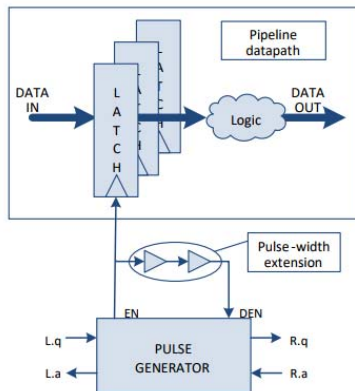 Pipeline
datapath
DATA
IN
L
A
T
C
H
Logic
DATA
OUT
Pulse-width
extension
EN
DEN
L.q
L.a
PULSE
GENERATOR
R.q
R.a